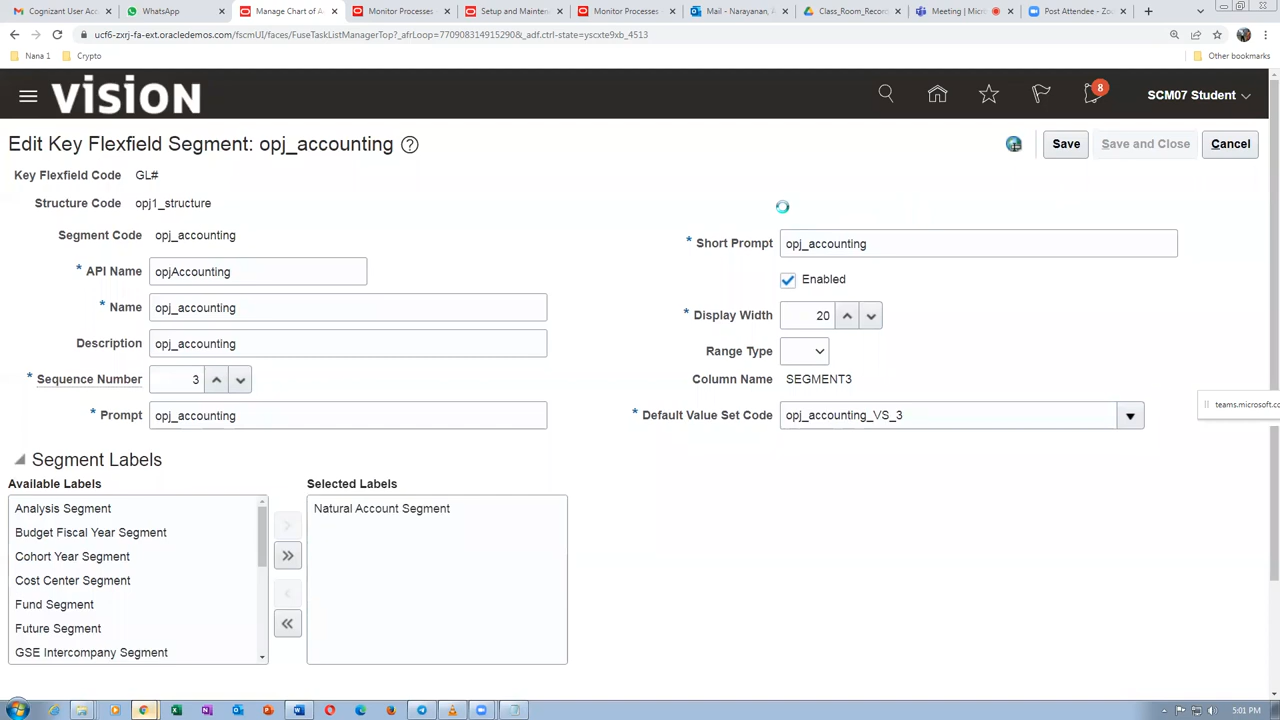 Cognizant User Acc
WhatsApp
Manage Chart of A
Monitor Processes
Setup and Mainten
Monitor Processes
Mail - Narayanan, A
Class_Room_Record
Meeting | Micr
Post Attendee - Zoo
ucf6-zxrj-fa-ext.oracledemos.com/fscmUI/faces/FuseTaskListManagerTop?_afrLoop=770908314915290&_adf.ctrl-state=yscxte9xb_4513
Nana 1
Crypto
Other bookmarks
VISION
8
SCM07 Student
Edit Key Flexfield Segment: opj_accounting
Save
Save and Close
Cancel
Key Flexfield Code GL#
Structure Code opj1_structure
Segment Code opj_accounting
* Short Prompt opj_accounting
* API Name opjAccounting
Enabled
* Name opj_accounting
* Display Width 20
Description opj_accounting
Range Type
* Sequence Number 3
Column Name SEGMENT3
* Prompt opj_accounting
* Default Value Set Code opj_accounting_VS_3
teams.microsoft.co
Segment Labels
Available Labels
Selected Labels
Analysis Segment
Natural Account Segment
Budget Fiscal Year Segment
Cohort Year Segment
Cost Center Segment
Fund Segment
Future Segment
GSE Intercompany Segment
5:01 PM